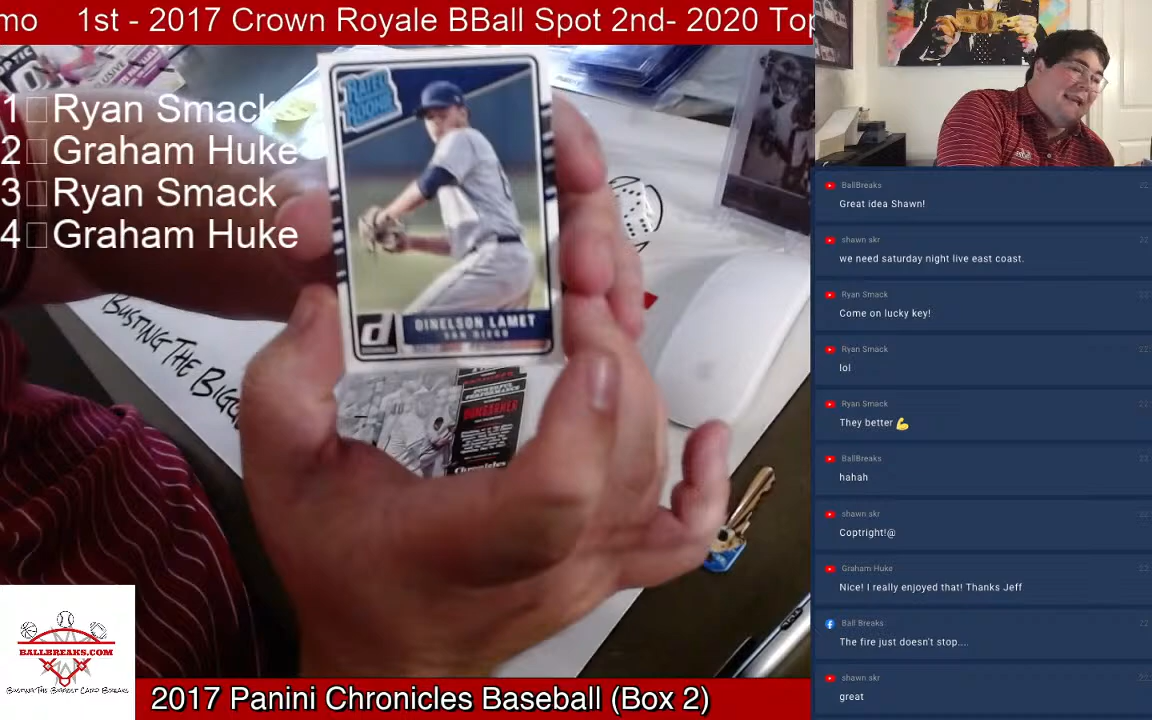 mo 1st - 2017 Crown Royale BBall Spot 2nd- 2020 Top
1 Ryan Smack
2 Graham Huke
3 Ryan Smack
4 Graham Huke
RATED ROOKIE
DINELSON LAMET
SAN DIEGO
BUSTING THE BIGG
BUMGARNER
Chronicles
BALLBREAKS.COM
BUSTING THE BIGGEST CARD BREAKS
2017 Panini Chronicles Baseball (Box 2)
BallBreaks
Great idea Shawn!
shawn skr
we need saturday night live east coast.
Ryan Smack
Come on lucky key!
Ryan Smack
lol
Ryan Smack
They better 💪
BallBreaks
hahah
shawn skr
Coptright!@
Graham Huke
Nice! I really enjoyed that! Thanks Jeff
Ball Breaks
The fire just doesn't stop....
shawn skr
great